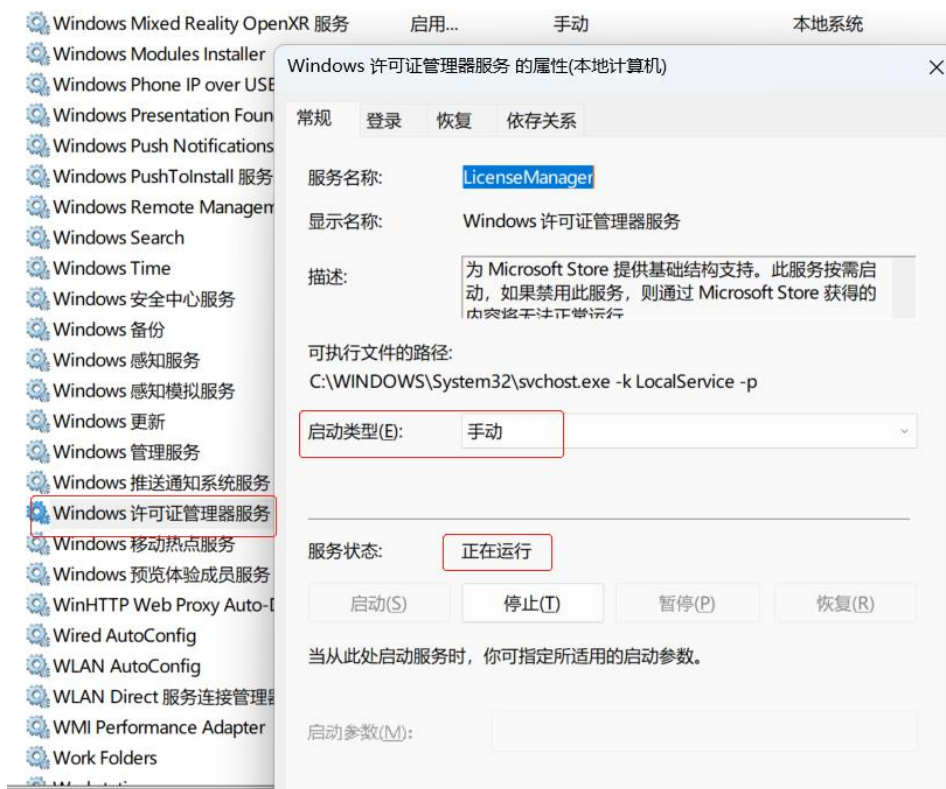 Windows Mixed Reality OpenXR 服务 启用... 手动 本地系统
Windows Modules Installer
Windows Phone IP over USB
Windows Presentation Foun
Windows Push Notifications
Windows PushToInstall 服务
Windows Remote Managem
Windows Search
Windows Time
Windows 安全中心服务
Windows 备份
Windows 感知服务
Windows 感知模拟服务
Windows 更新
Windows 管理服务
Windows 推送通知系统服务
Windows 许可证管理器服务
Windows 移动热点服务
Windows 预览体验成员服务
WinHTTP Web Proxy Auto-D
Wired AutoConfig
WLAN AutoConfig
WLAN Direct 服务连接管理器
WMI Performance Adapter
Work Folders
Windows 许可证管理器服务 的属性(本地计算机)
常规 登录 恢复 依存关系
服务名称: LicenseManager
显示名称: Windows 许可证管理器服务
描述: 为 Microsoft Store 提供基础结构支持。此服务按需启
动，如果禁用此服务，则通过 Microsoft Store 获得的
内容将无法正常运行
可执行文件的路径:
C:\WINDOWS\System32\svchost.exe -k LocalService -p
启动类型(E): 手动
服务状态: 正在运行
启动(S) 停止(T) 暂停(P) 恢复(R)
当从此处启动服务时，你可指定所适用的启动参数。
启动参数(M):